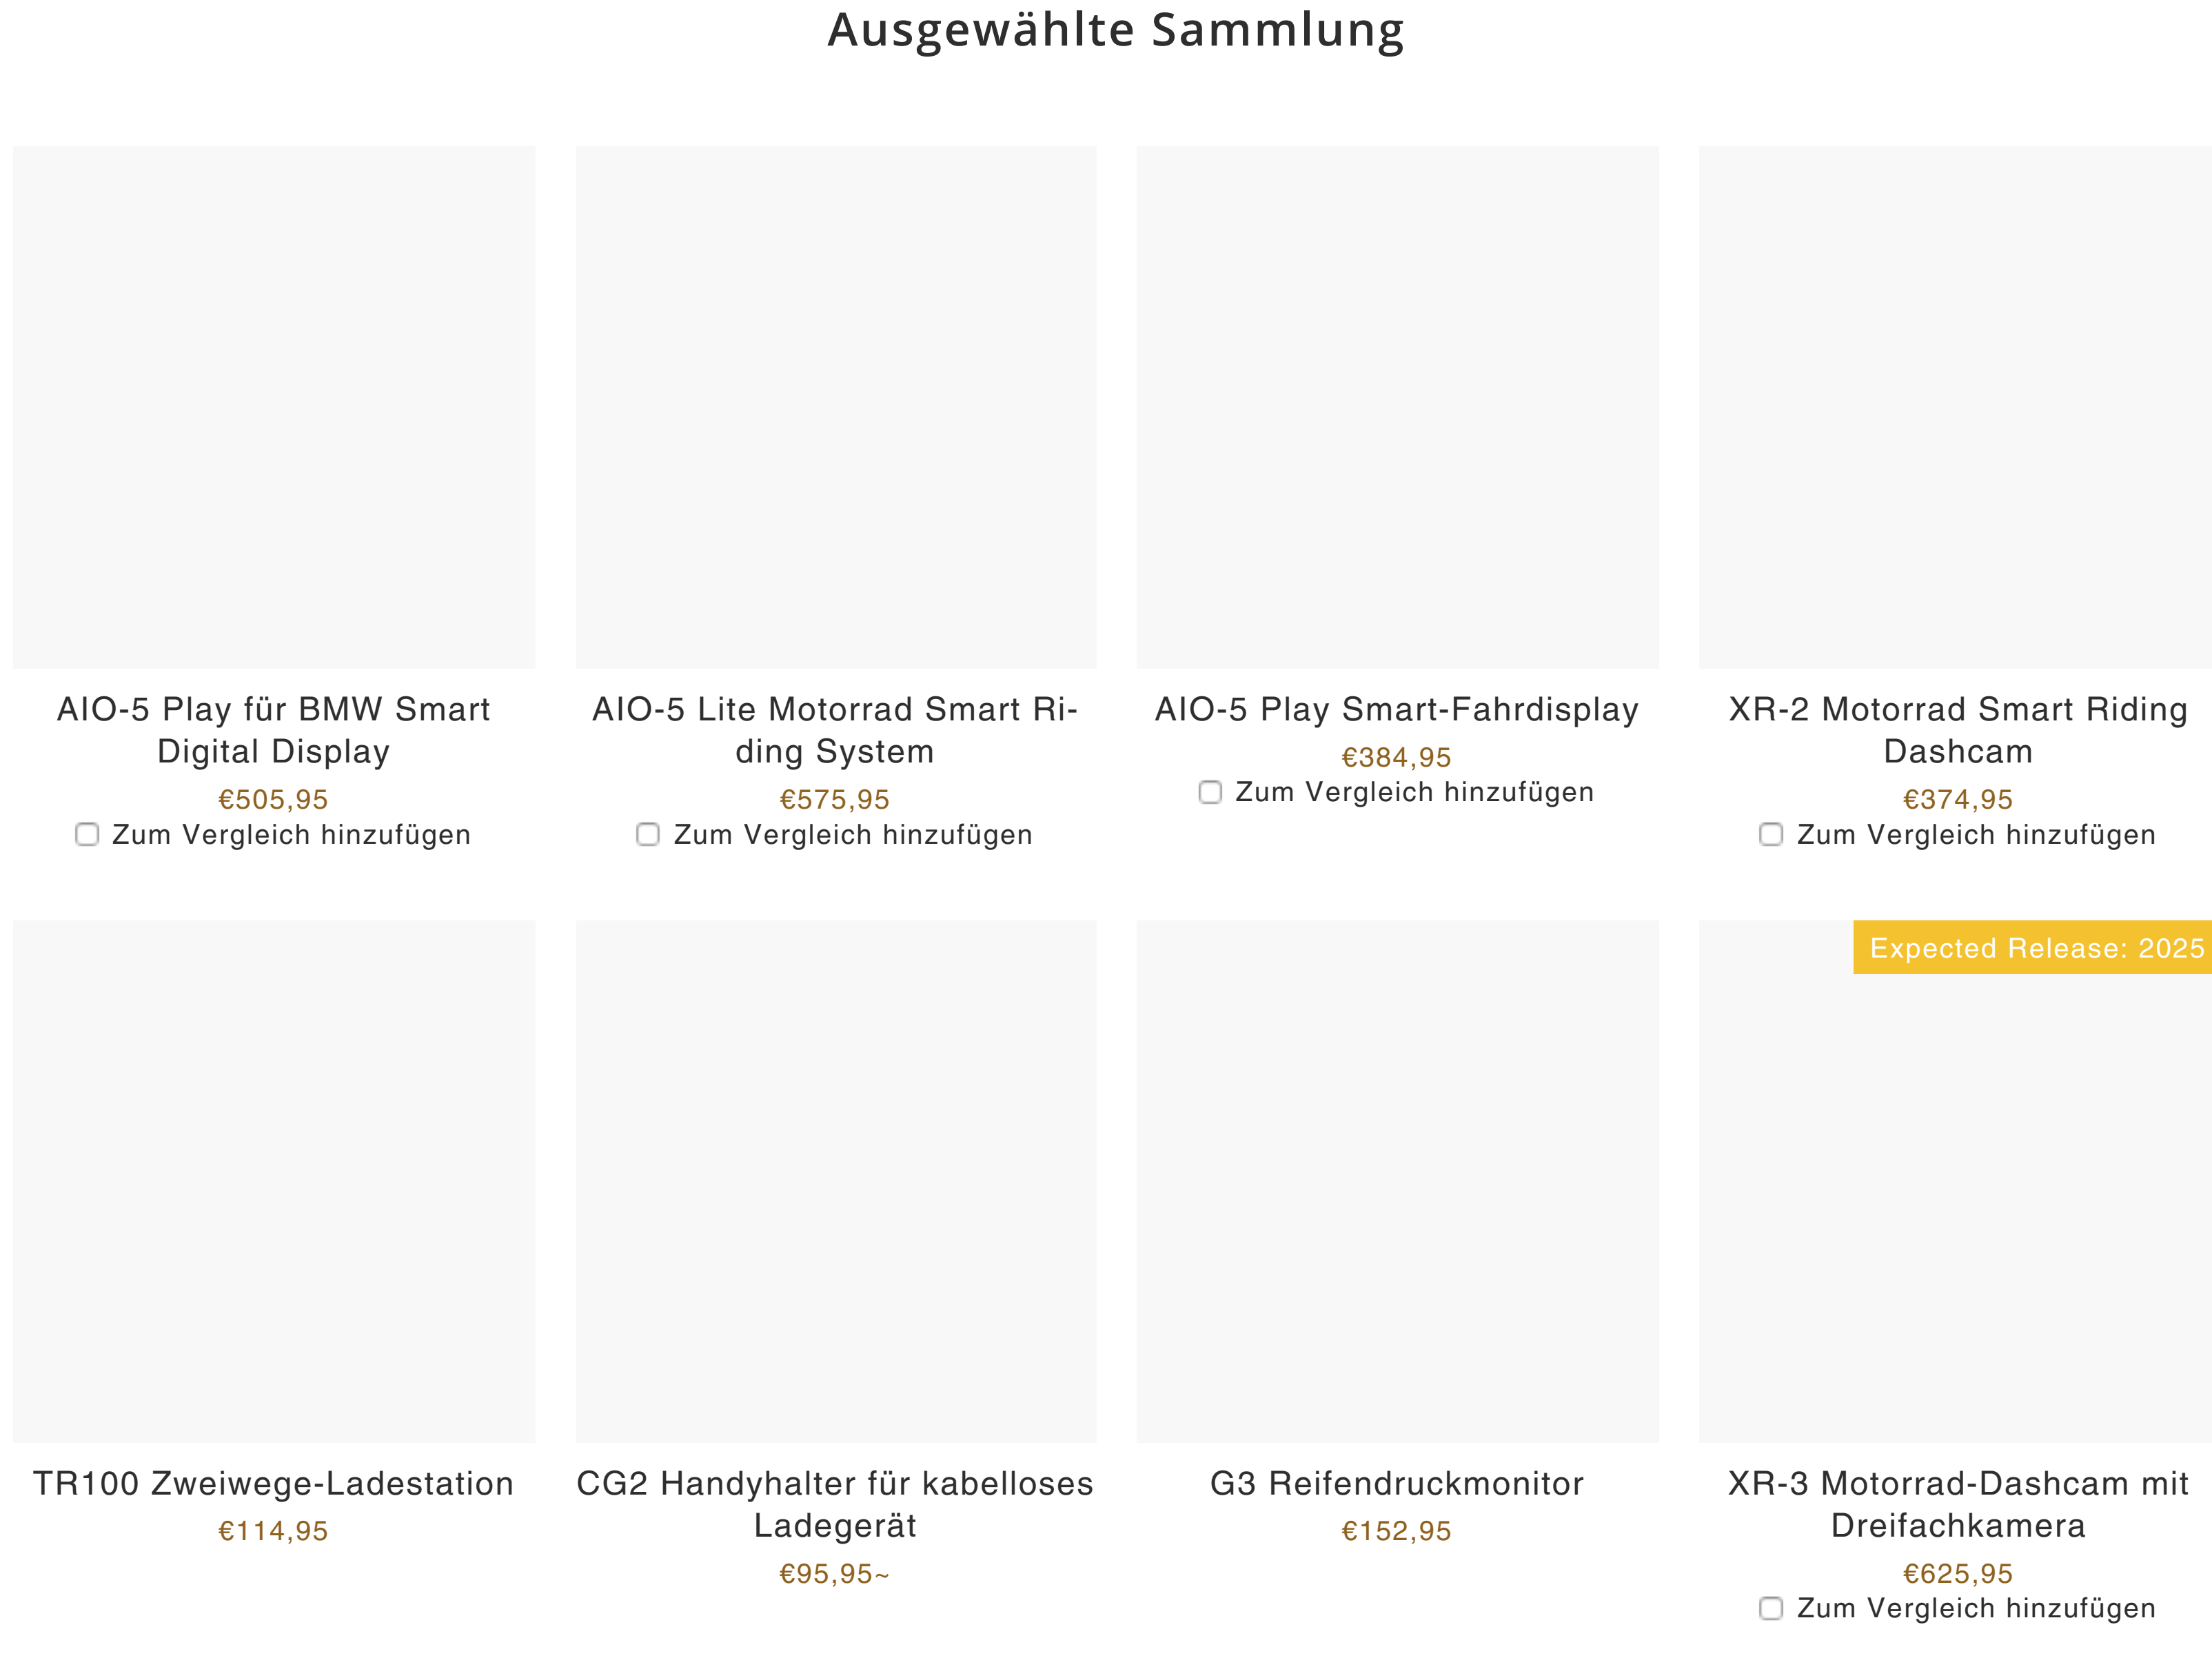 Ausgewählte Sammlung
AIO-5 Play für BMW Smart
Digital Display
€505,95
Zum Vergleich hinzufügen
AIO-5 Lite Motorrad Smart Ri-
ding System
€575,95
Zum Vergleich hinzufügen
AIO-5 Play Smart-Fahrdisplay
€384,95
Zum Vergleich hinzufügen
XR-2 Motorrad Smart Riding
Dashcam
€374,95
Zum Vergleich hinzufügen
TR100 Zweiwege-Ladestation
€114,95
CG2 Handyhalter für kabelloses
Ladegerät
€95,95~
G3 Reifendruckmonitor
€152,95
Expected Release: 2025
XR-3 Motorrad-Dashcam mit
Dreifachkamera
€625,95
Zum Vergleich hinzufügen